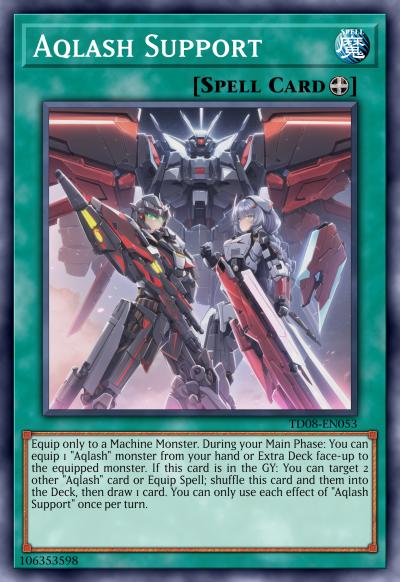 AQLASH SUPPORT
SPELL
魔
[SPELL CARD]
TD08-EN053
Equip only to a Machine Monster. During your Main Phase: You can
equip 1 "Aqlash" monster from your hand or Extra Deck face-up to
the equipped monster. If this card is in the GY: You can target 2
other "Aqlash" card or Equip Spell; shuffle this card and them into
the Deck, then draw 1 card. You can only use each effect of "Aqlash
Support" once per turn.
106353598